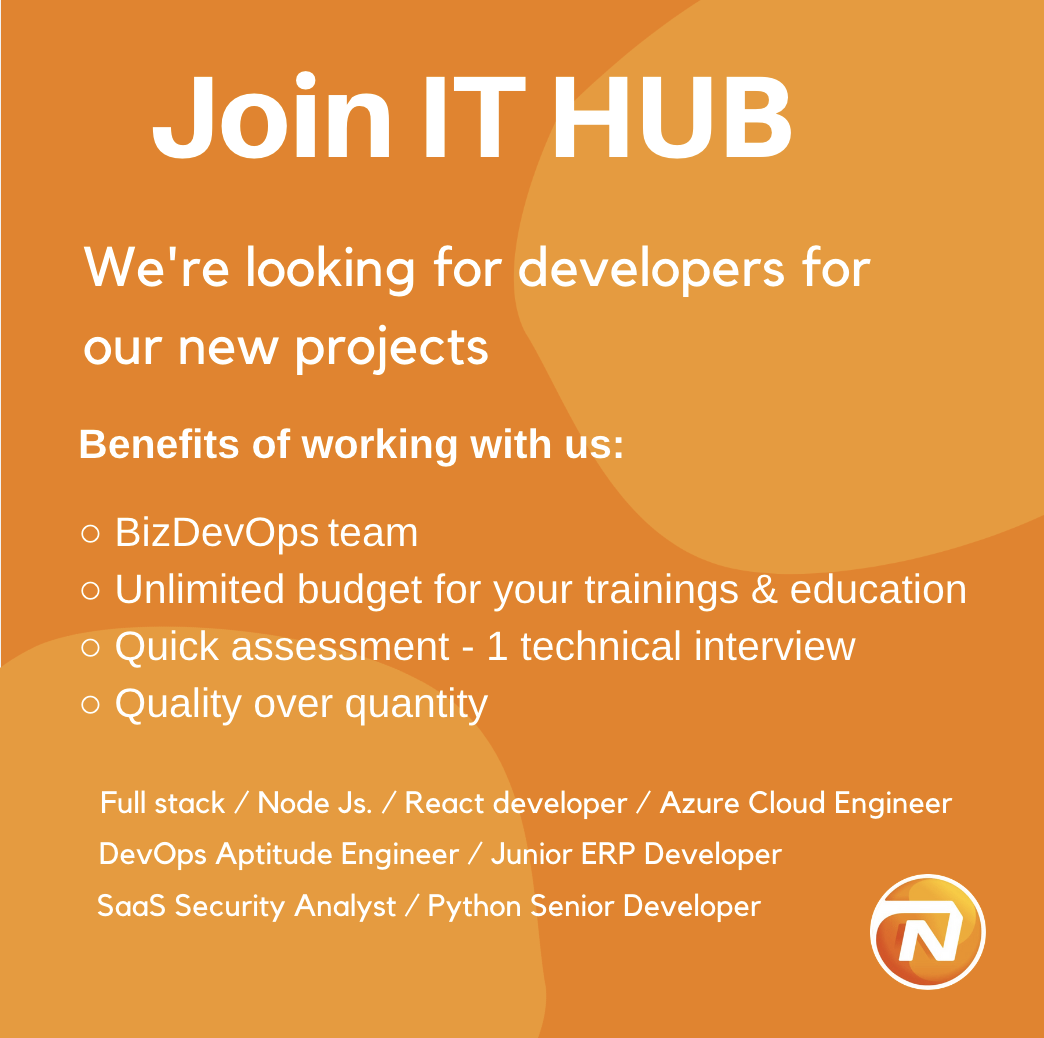 Join IT HUB
We're looking for developers for
our new projects
Benefits of working with us:
○ BizDevOps team
○ Unlimited budget for your trainings & education
○ Quick assessment - 1 technical interview
○ Quality over quantity
Full stack / Node Js. / React developer / Azure Cloud Engineer
DevOps Aptitude Engineer / Junior ERP Developer
SaaS Security Analyst / Python Senior Developer
N